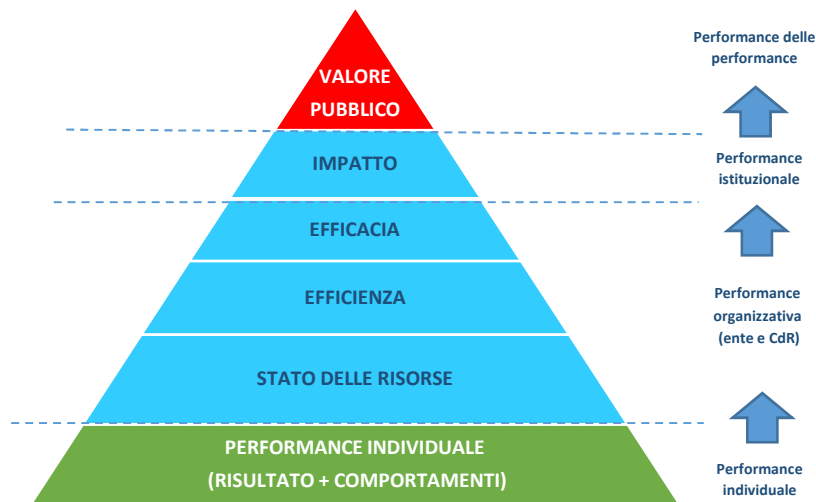 Performance delle
performance
VALORE
PUBBLICO
IMPATTO
Performance
istituzionale
EFFICACIA
EFFICIENZA
Performance
organizzativa
(ente e CdR)
STATO DELLE RISORSE
PERFORMANCE INDIVIDUALE
(RISULTATO + COMPORTAMENTI)
Performance
individuale